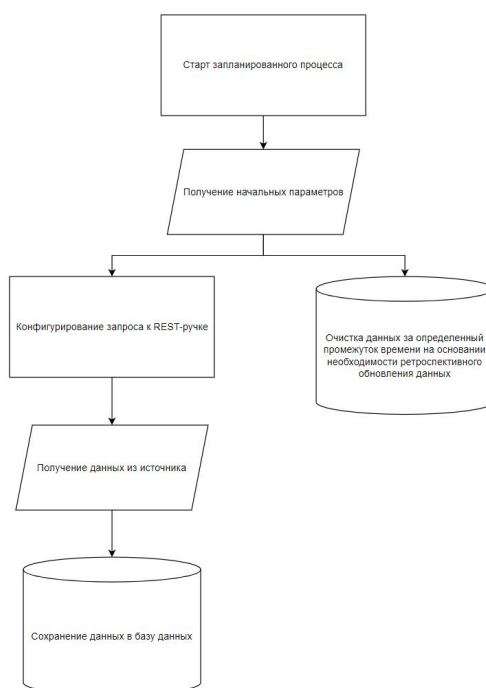 Старт запланированного процесса
Получение начальных параметров
Конфигурирование запроса к REST-ручке
Очистка данных за определенный
промежуток времени на основании
необходимости ретроспективного
обновления данных
Получение данных из источника
Сохранение данных в базу данных